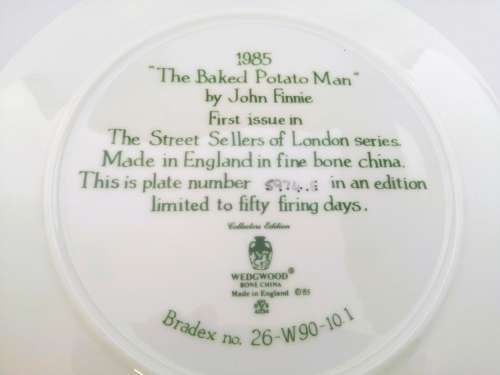 1985
"The Baked Potato Man"
by John Finnie
First issue in
The Street Sellers of London series.
Made in England in fine bone china.
This is plate number 5974.E in an edition
limited to fifty firing days.
Collectors Edition
WEDGWOOD®
BONE CHINA
Made in England ©85
Bradex no. 26-W90-10.1